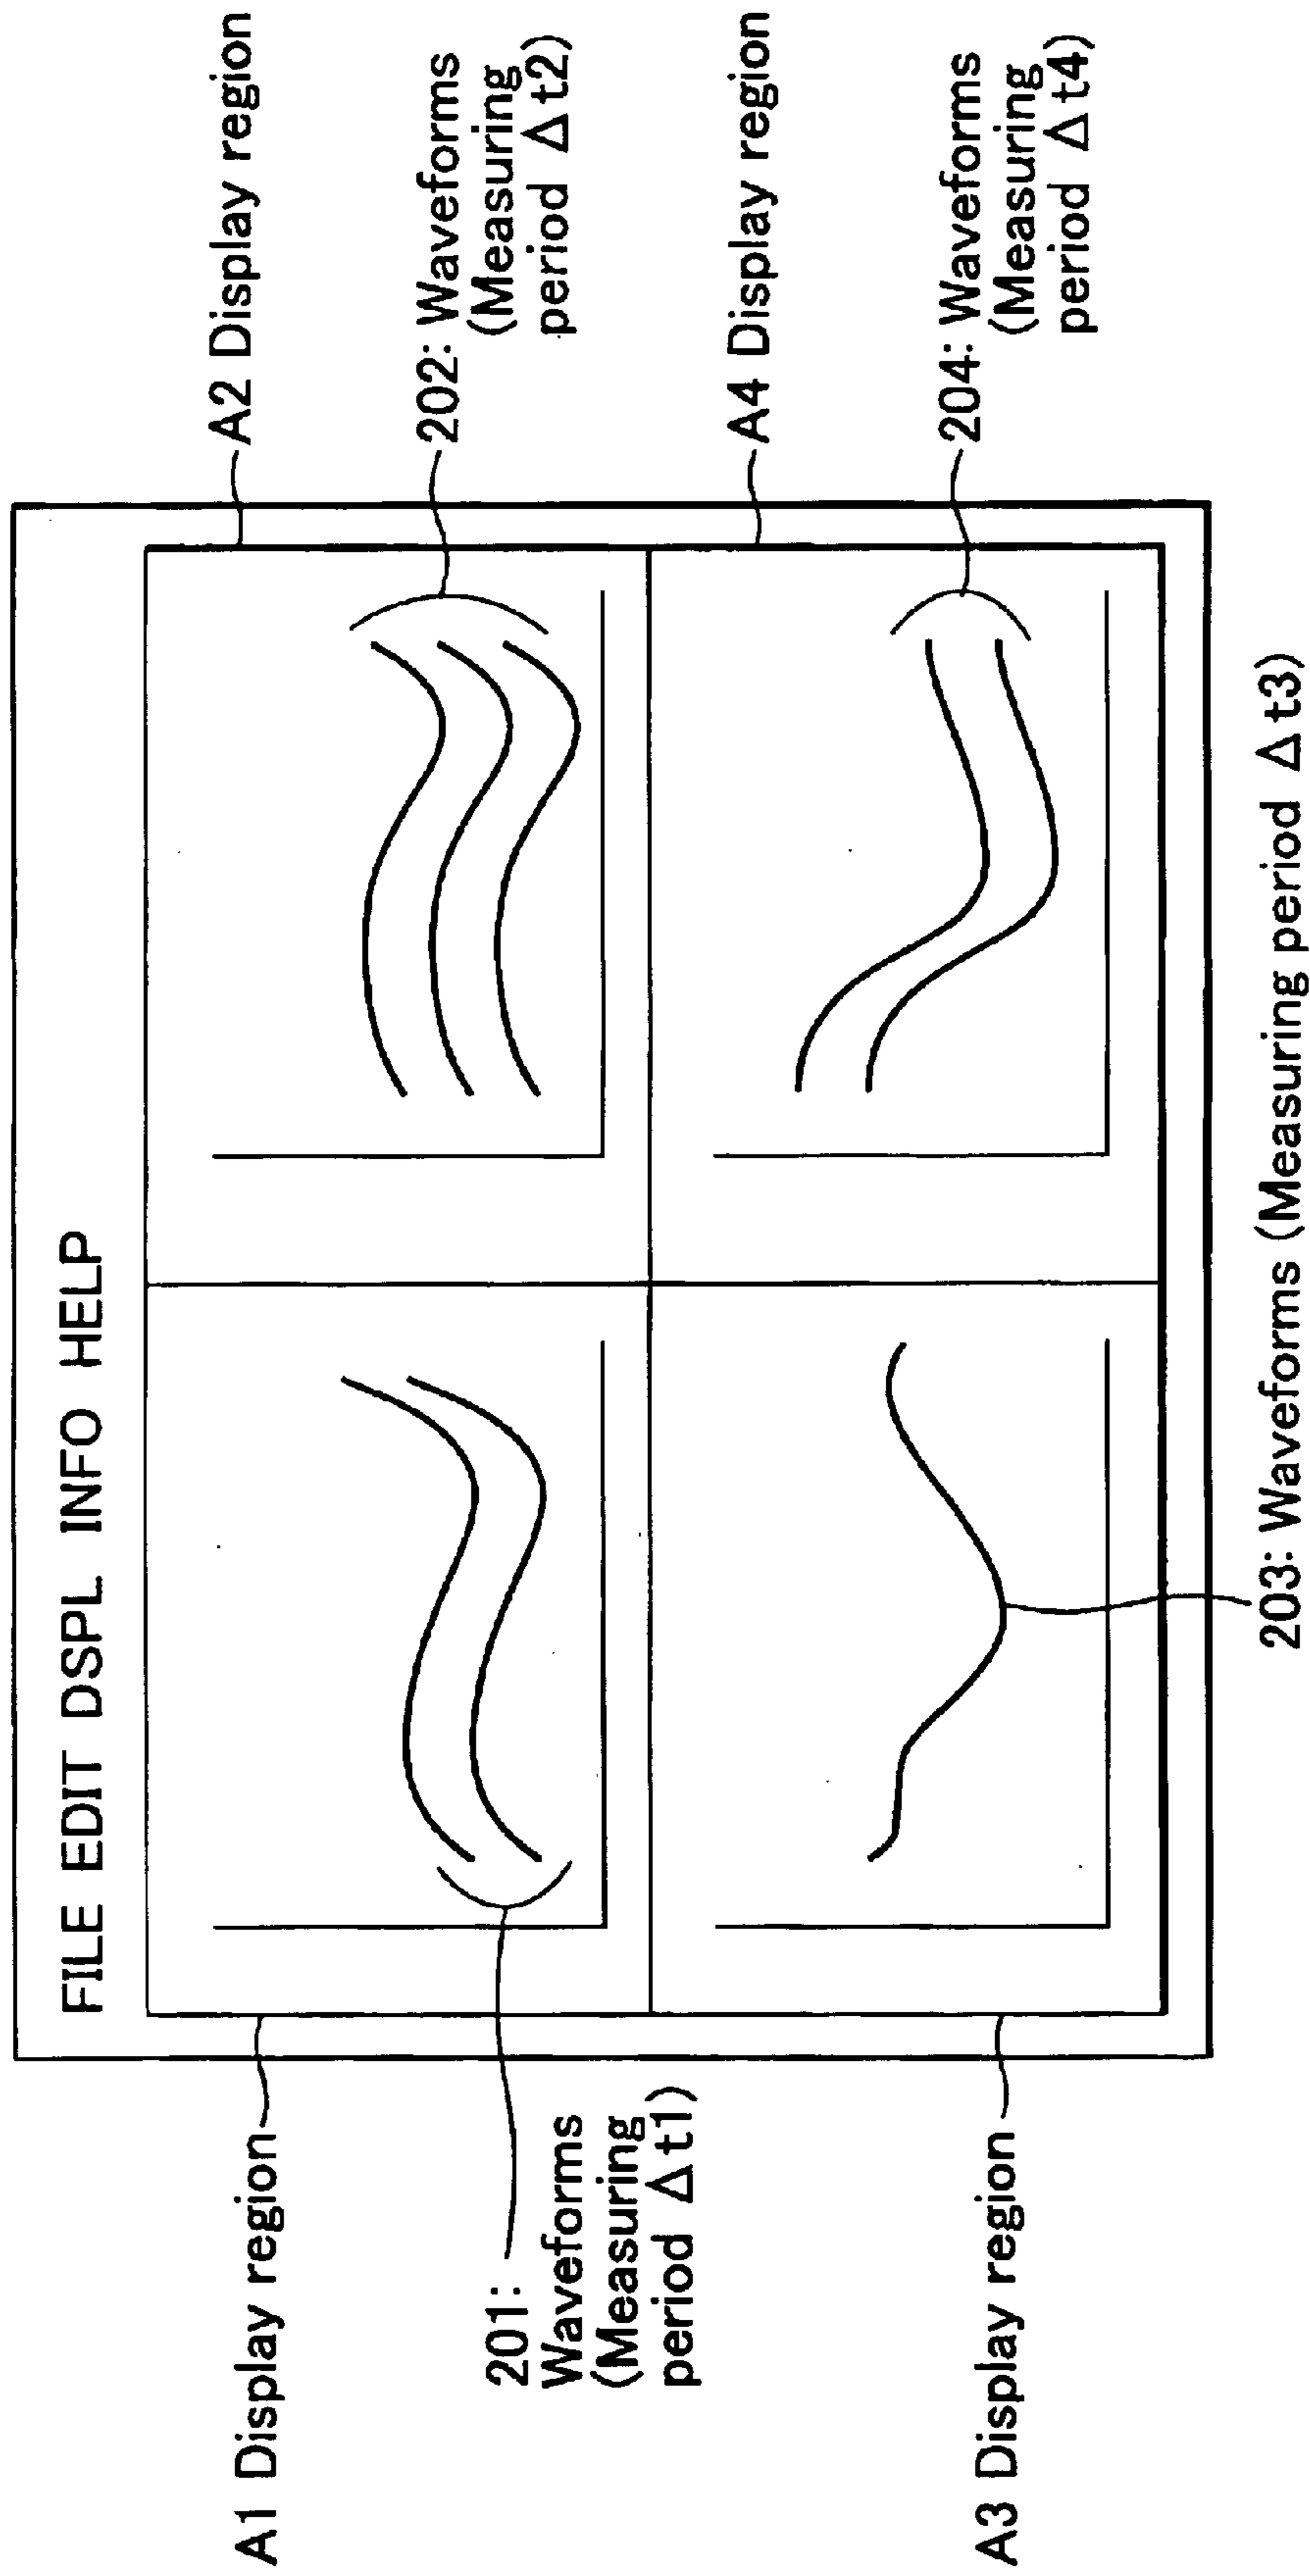 FILE EDIT DSPL INFO HELP
A1 Display region
201:
Waveforms
(Measuring
period Δt1)
A2 Display region
202: Waveforms
(Measuring
period Δt2)
A3 Display region
203: Waveforms (Measuring period Δt3)
A4 Display region
204: Waveforms
(Measuring
period Δt4)